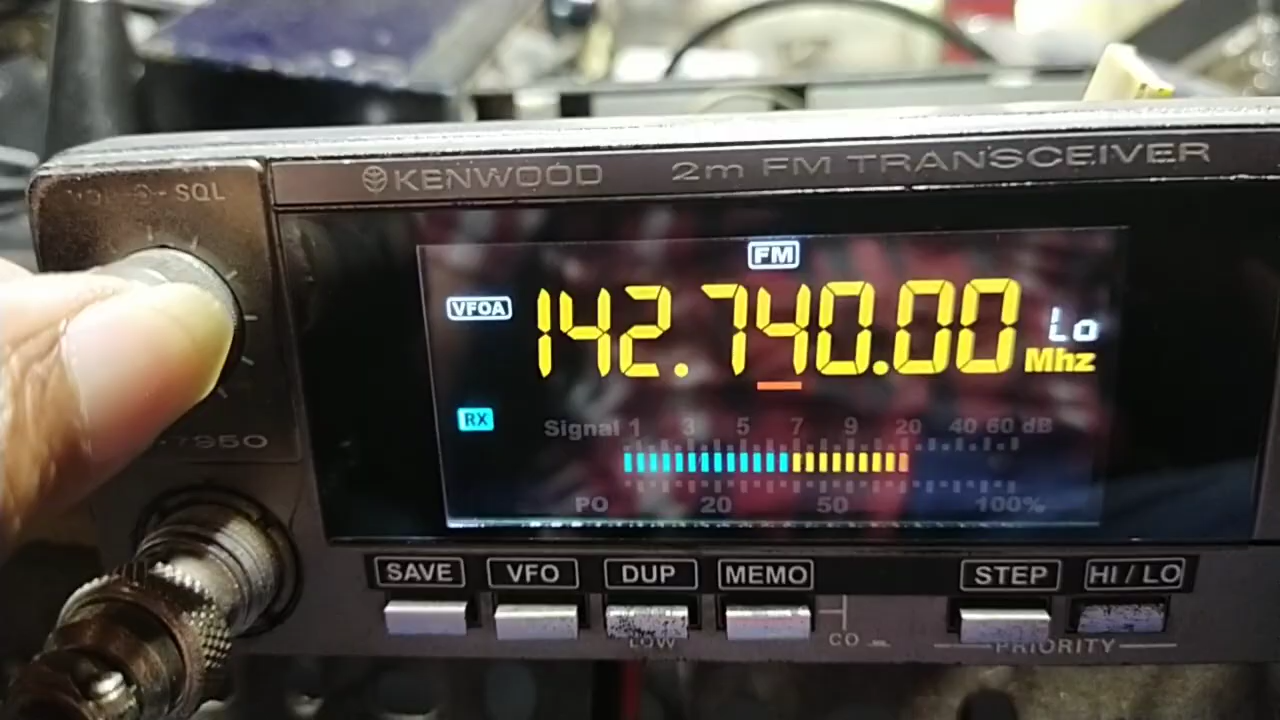 KENWOOD 2m FM TRANSCEIVER
VOL SQL
FM
VFOA
142.740.00 Lo
Mhz
RX
7950
Signal 1 3 5 7 9 20 40 60 dB
PO 20 50 100%
SAVE VFO DUP MEMO STEP HI / LO
LOW CO PRIORITY